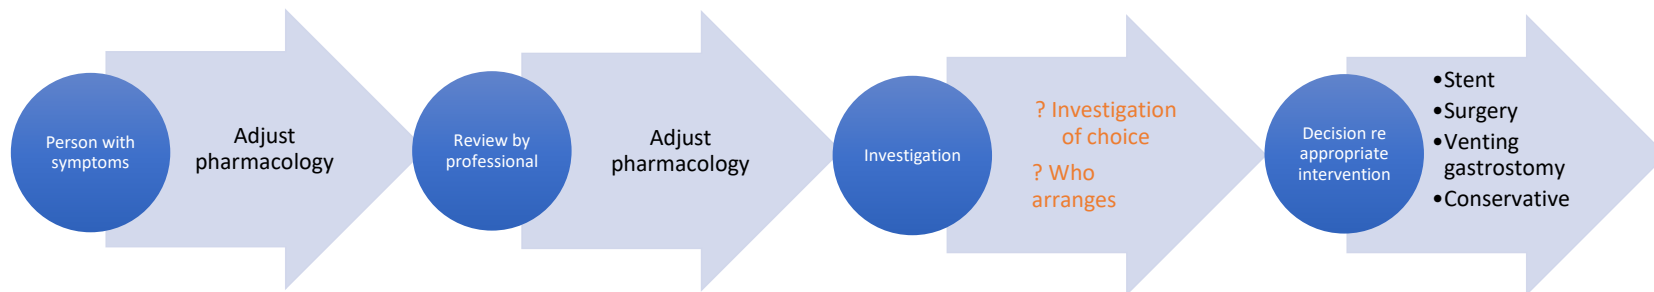 Person with
symptoms
Adjust
pharmacology
Review by
professional
Adjust
pharmacology
Investigation
? Investigation
of choice
? Who
arranges
Decision re
appropriate
intervention
•Stent
•Surgery
•Venting
gastrostomy
•Conservative